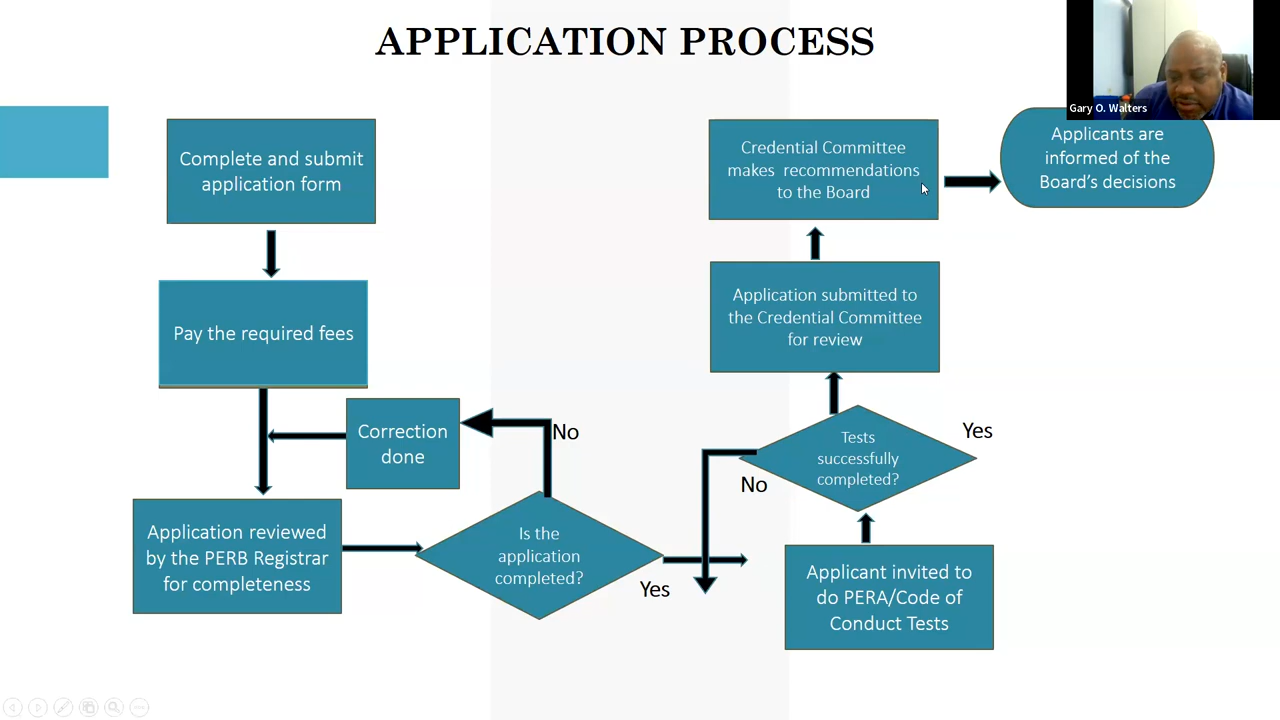 APPLICATION PROCESS
Gary O. Walters
Complete and submit
application form
Pay the required fees
Correction
done
No
Application reviewed
by the PERB Registrar
for completeness
Is the
application
completed?
Yes
Applicant invited to
do PERA/Code of
Conduct Tests
Tests
successfully
completed?
No
Yes
Application submitted to
the Credential Committee
for review
Credential Committee
makes recommendations
to the Board
Applicants are
informed of the
Board's decisions